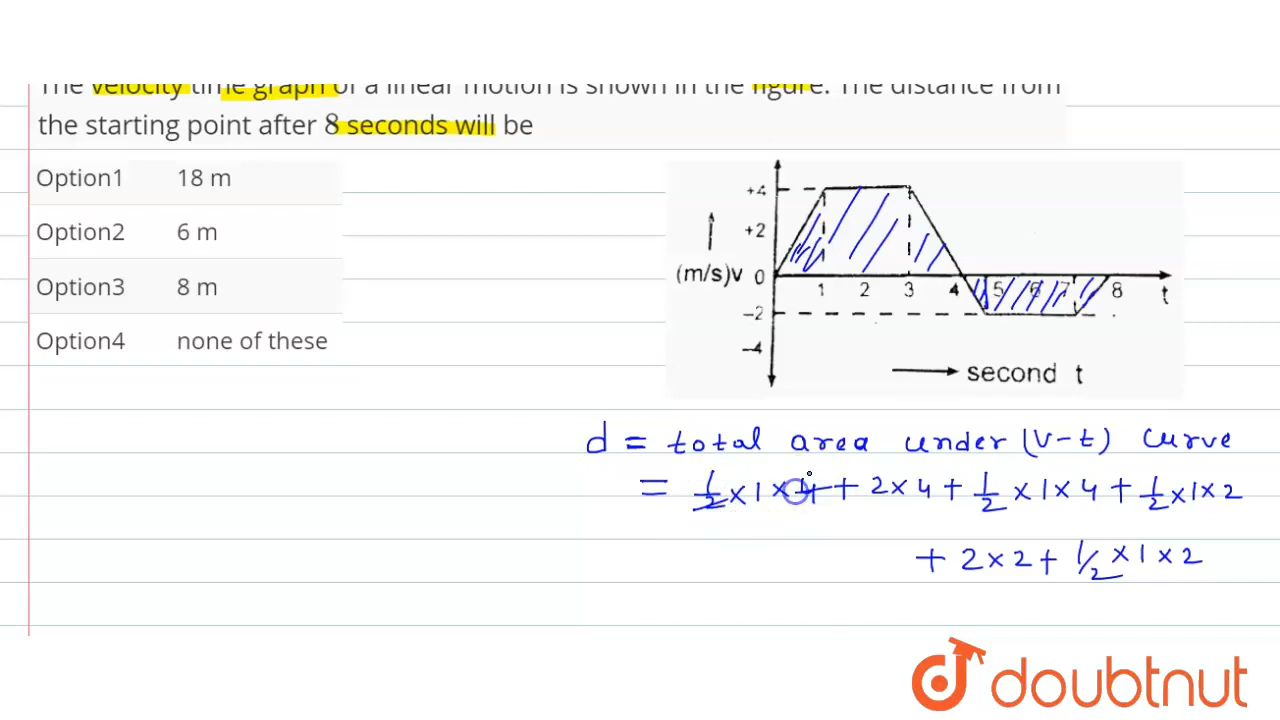 The velocity time graph of a linear motion is shown in the figure. The distance from
the starting point after 8 seconds will be
Option1 18 m
Option2 6 m
Option3 8 m
Option4 none of these
+4
+2
(m/s)v 0
1 2 3 4 5 6 7 8 t
-2
-4
second t
d = total area under (v-t) curve
= 1/2 × 1 × 4 + 2 × 4 + 1/2 × 1 × 4 + 1/2 × 1 × 2
+ 2 × 2 + 1/2 × 1 × 2
doubtnut